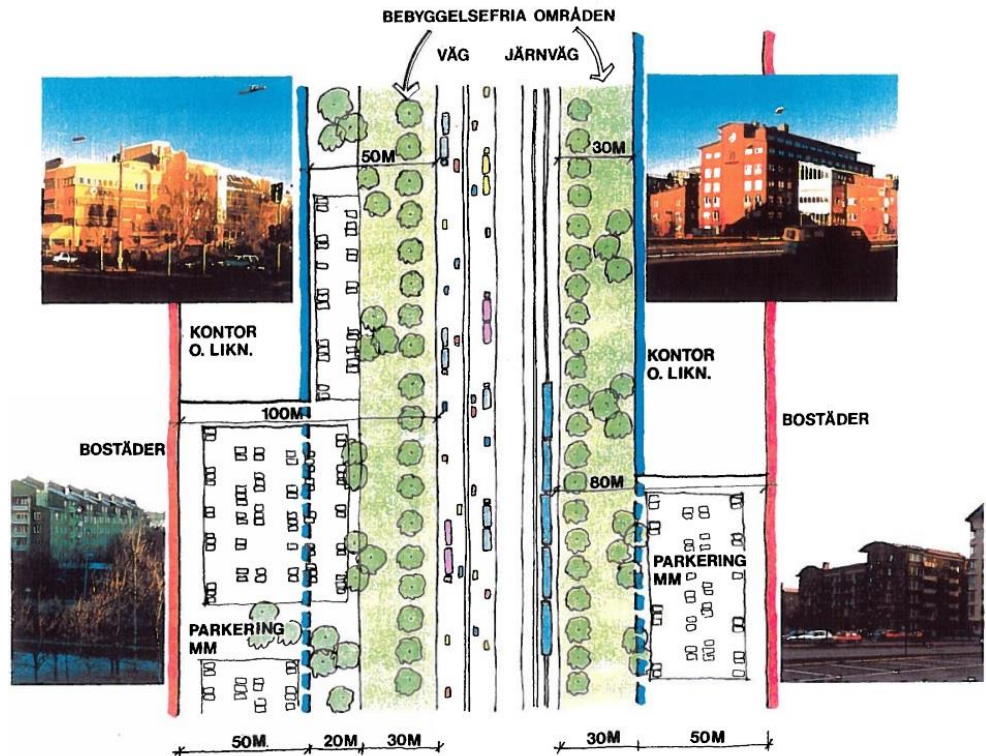 BEBYGGELSEFRIA OMRÅDEN
VÄG
JÄRNVÄG
50M
30M
KONTOR
O. LIKN.
KONTOR
O. LIKN.
100M
BOSTÄDER
BOSTÄDER
80M
PARKERING
MM
PARKERING
MM
50M
20M
30M
30M
50M